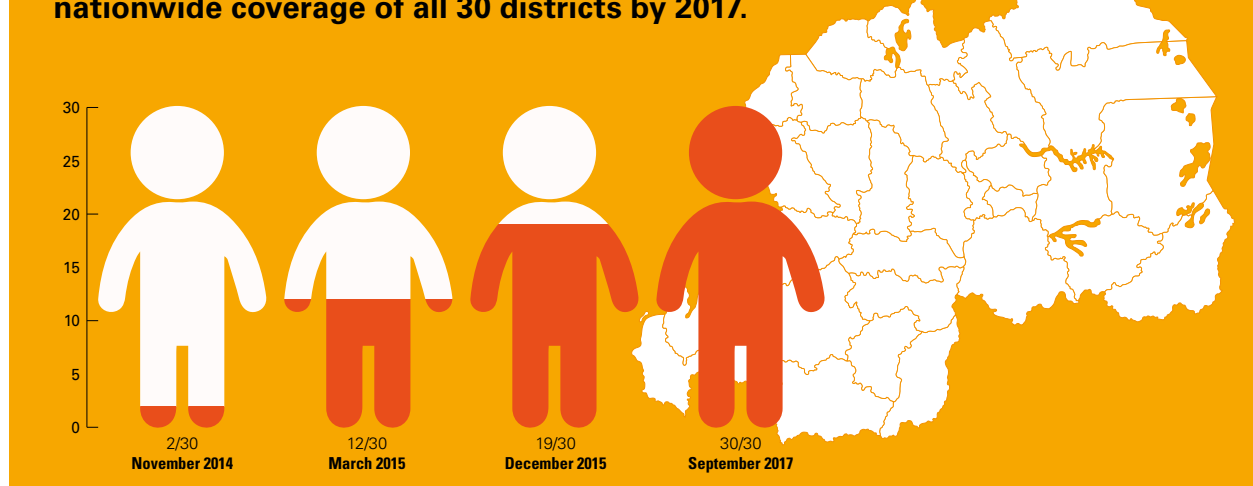 nationwide coverage of all 30 districts by 2017.
30
25
20
15
10
5
0
2/30
November 2014
12/30
March 2015
19/30
December 2015
30/30
September 2017